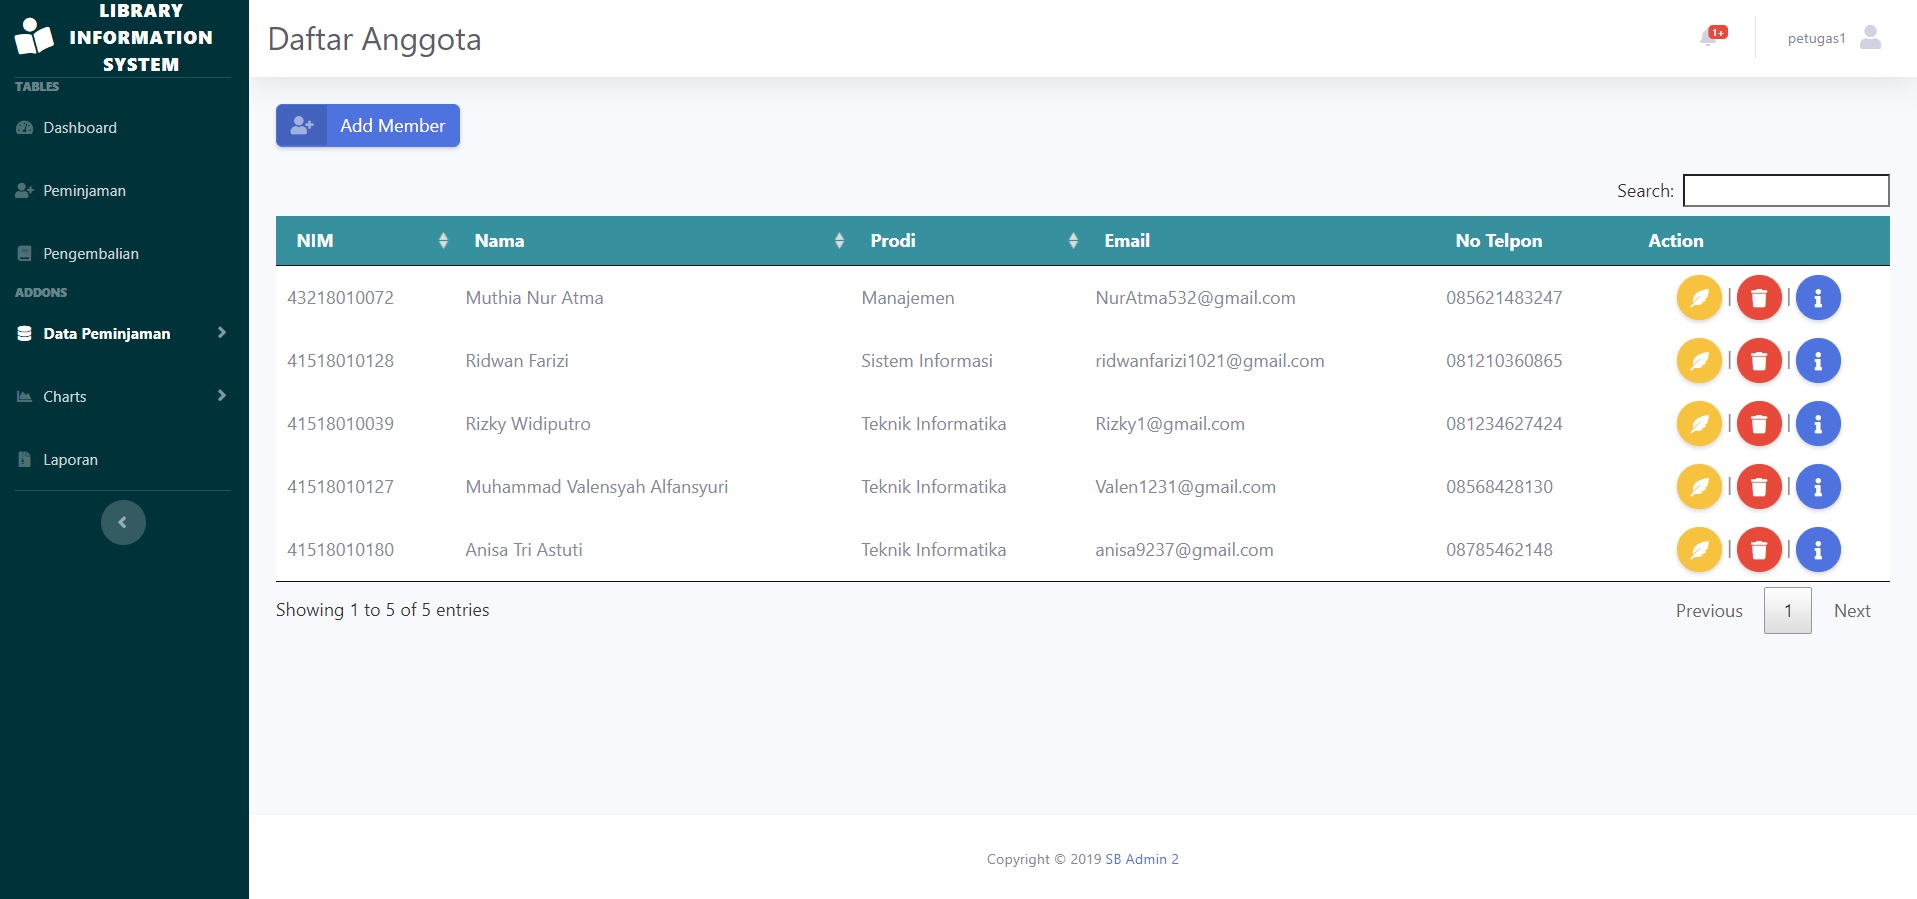 LIBRARY
INFORMATION
SYSTEM
TABLES
Dashboard
Peminjaman
Pengembalian
ADDONS
Data Peminjaman
Charts
Laporan
Daftar Anggota
1+
petugas1
Add Member
Search:
NIM Nama Prodi Email No Telpon Action
43218010072 Muthia Nur Atma Manajemen NurAtma532@gmail.com 085621483247 | |
41518010128 Ridwan Farizi Sistem Informasi ridwanfarizi1021@gmail.com 081210360865 | |
41518010039 Rizky Widiputro Teknik Informatika Rizky1@gmail.com 081234627424 | |
41518010127 Muhammad Valensyah Alfansyuri Teknik Informatika Valen1231@gmail.com 08568428130 | |
41518010180 Anisa Tri Astuti Teknik Informatika anisa9237@gmail.com 08785462148 | |
Showing 1 to 5 of 5 entries
Previous 1 Next
Copyright © 2019 SB Admin 2